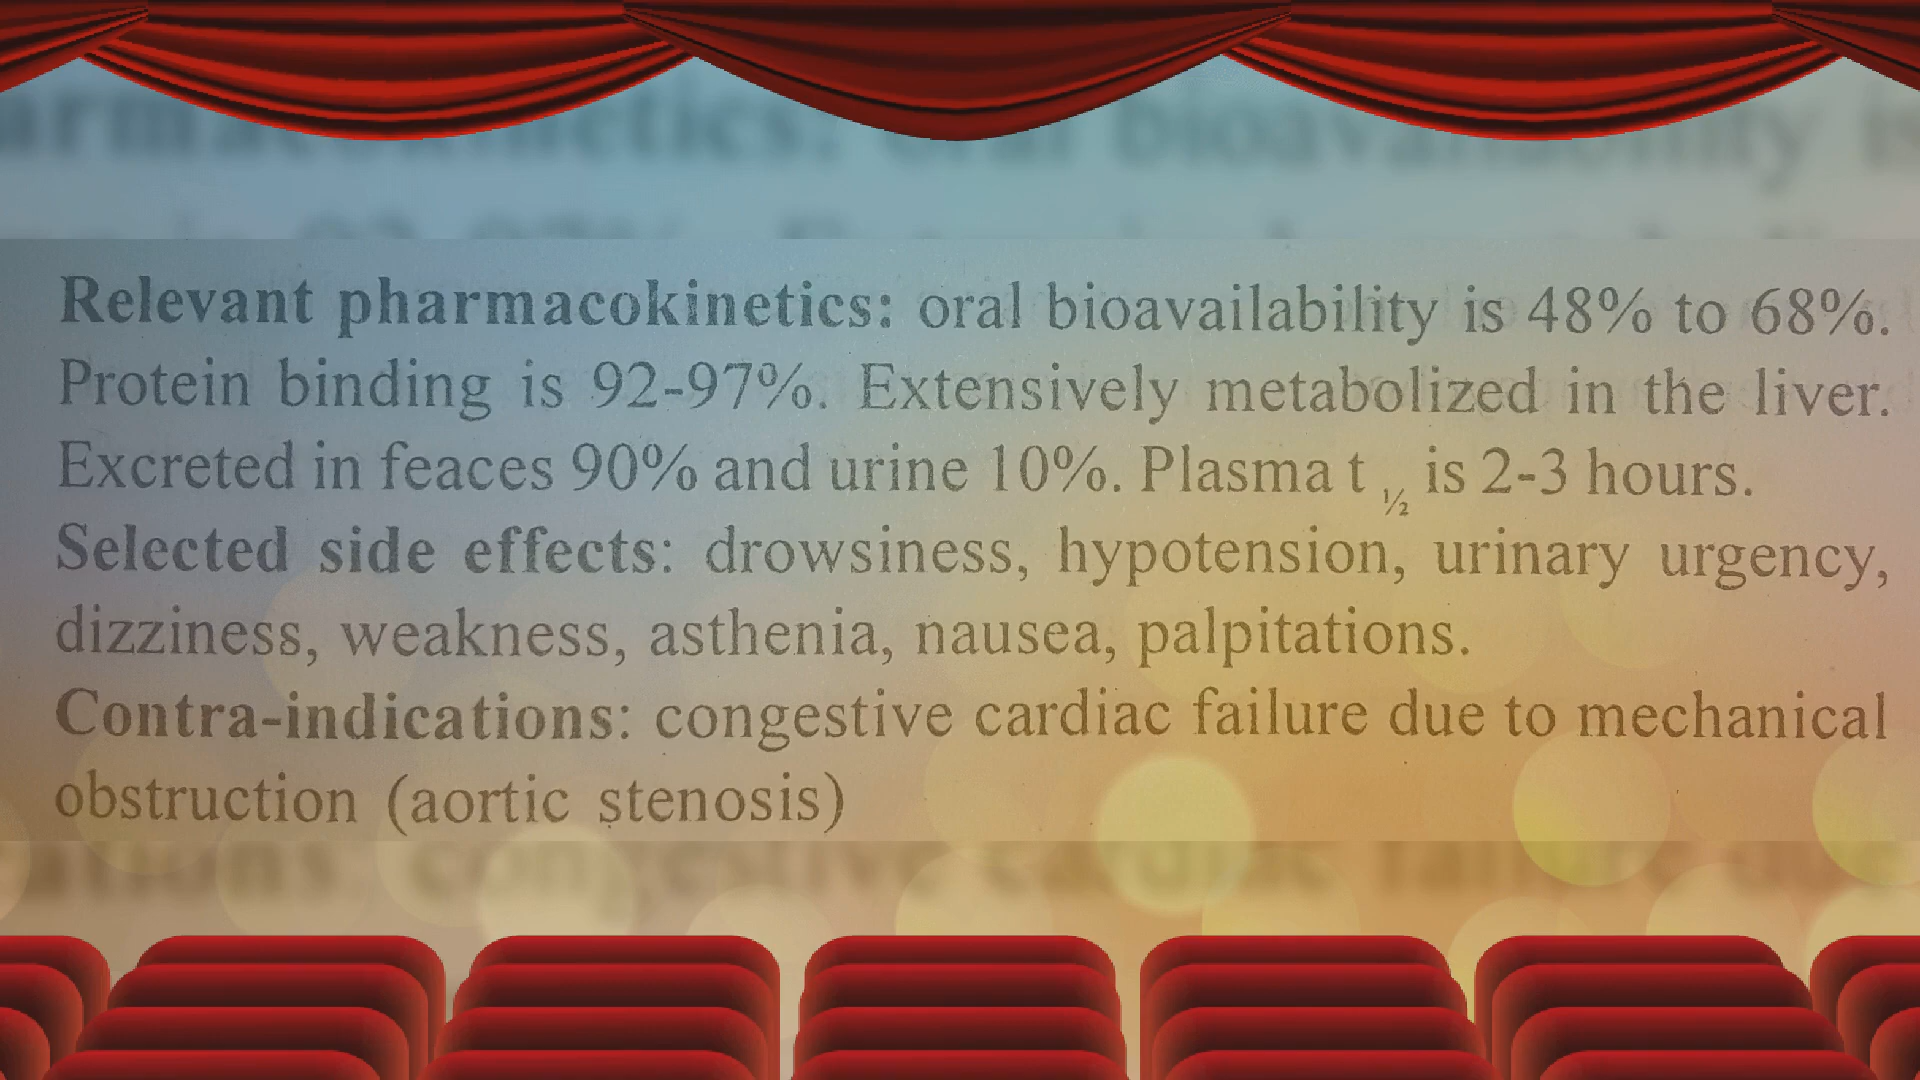 Relevant pharmacokinetics: oral bioavailability is 48% to 68%.
Protein binding is 92-97%. Extensively metabolized in the liver.
Excreted in feaces 90% and urine 10%. Plasma t ½ is 2-3 hours.
Selected side effects: drowsiness, hypotension, urinary urgency,
dizziness, weakness, asthenia, nausea, palpitations.
Contra-indications: congestive cardiac failure due to mechanical
obstruction (aortic stenosis)